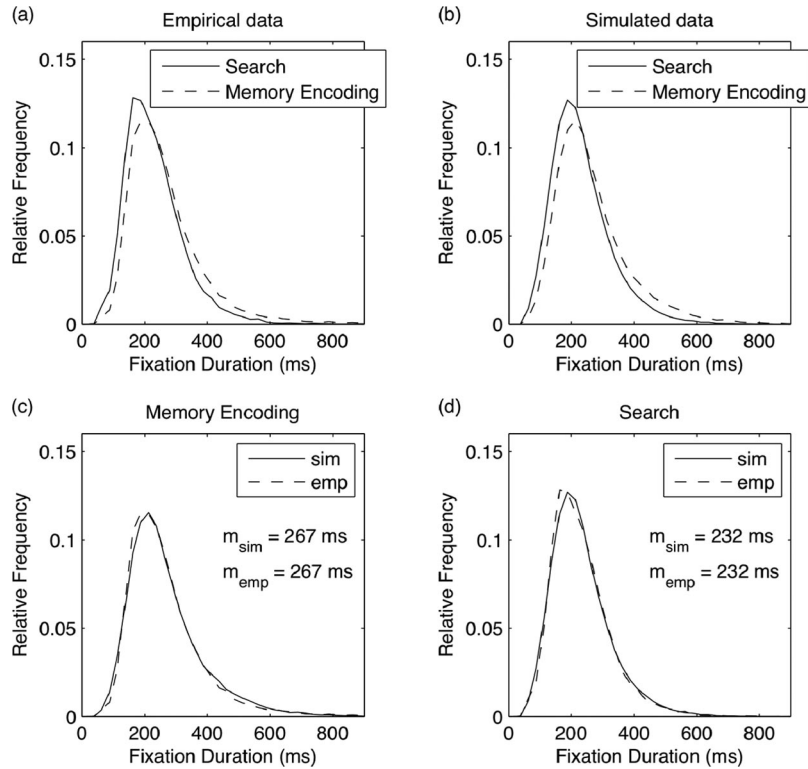 (a)
Empirical data
Search
Memory Encoding
Relative Frequency
0.15
0.1
0.05
0
0 200 400 600 800
Fixation Duration (ms)
(b)
Simulated data
Search
Memory Encoding
Relative Frequency
0.15
0.1
0.05
0
0 200 400 600 800
Fixation Duration (ms)
(c)
Memory Encoding
sim
emp
m_sim = 267 ms
m_emp = 267 ms
Relative Frequency
0.15
0.1
0.05
0
0 200 400 600 800
Fixation Duration (ms)
(d)
Search
sim
emp
m_sim = 232 ms
m_emp = 232 ms
Relative Frequency
0.15
0.1
0.05
0
0 200 400 600 800
Fixation Duration (ms)